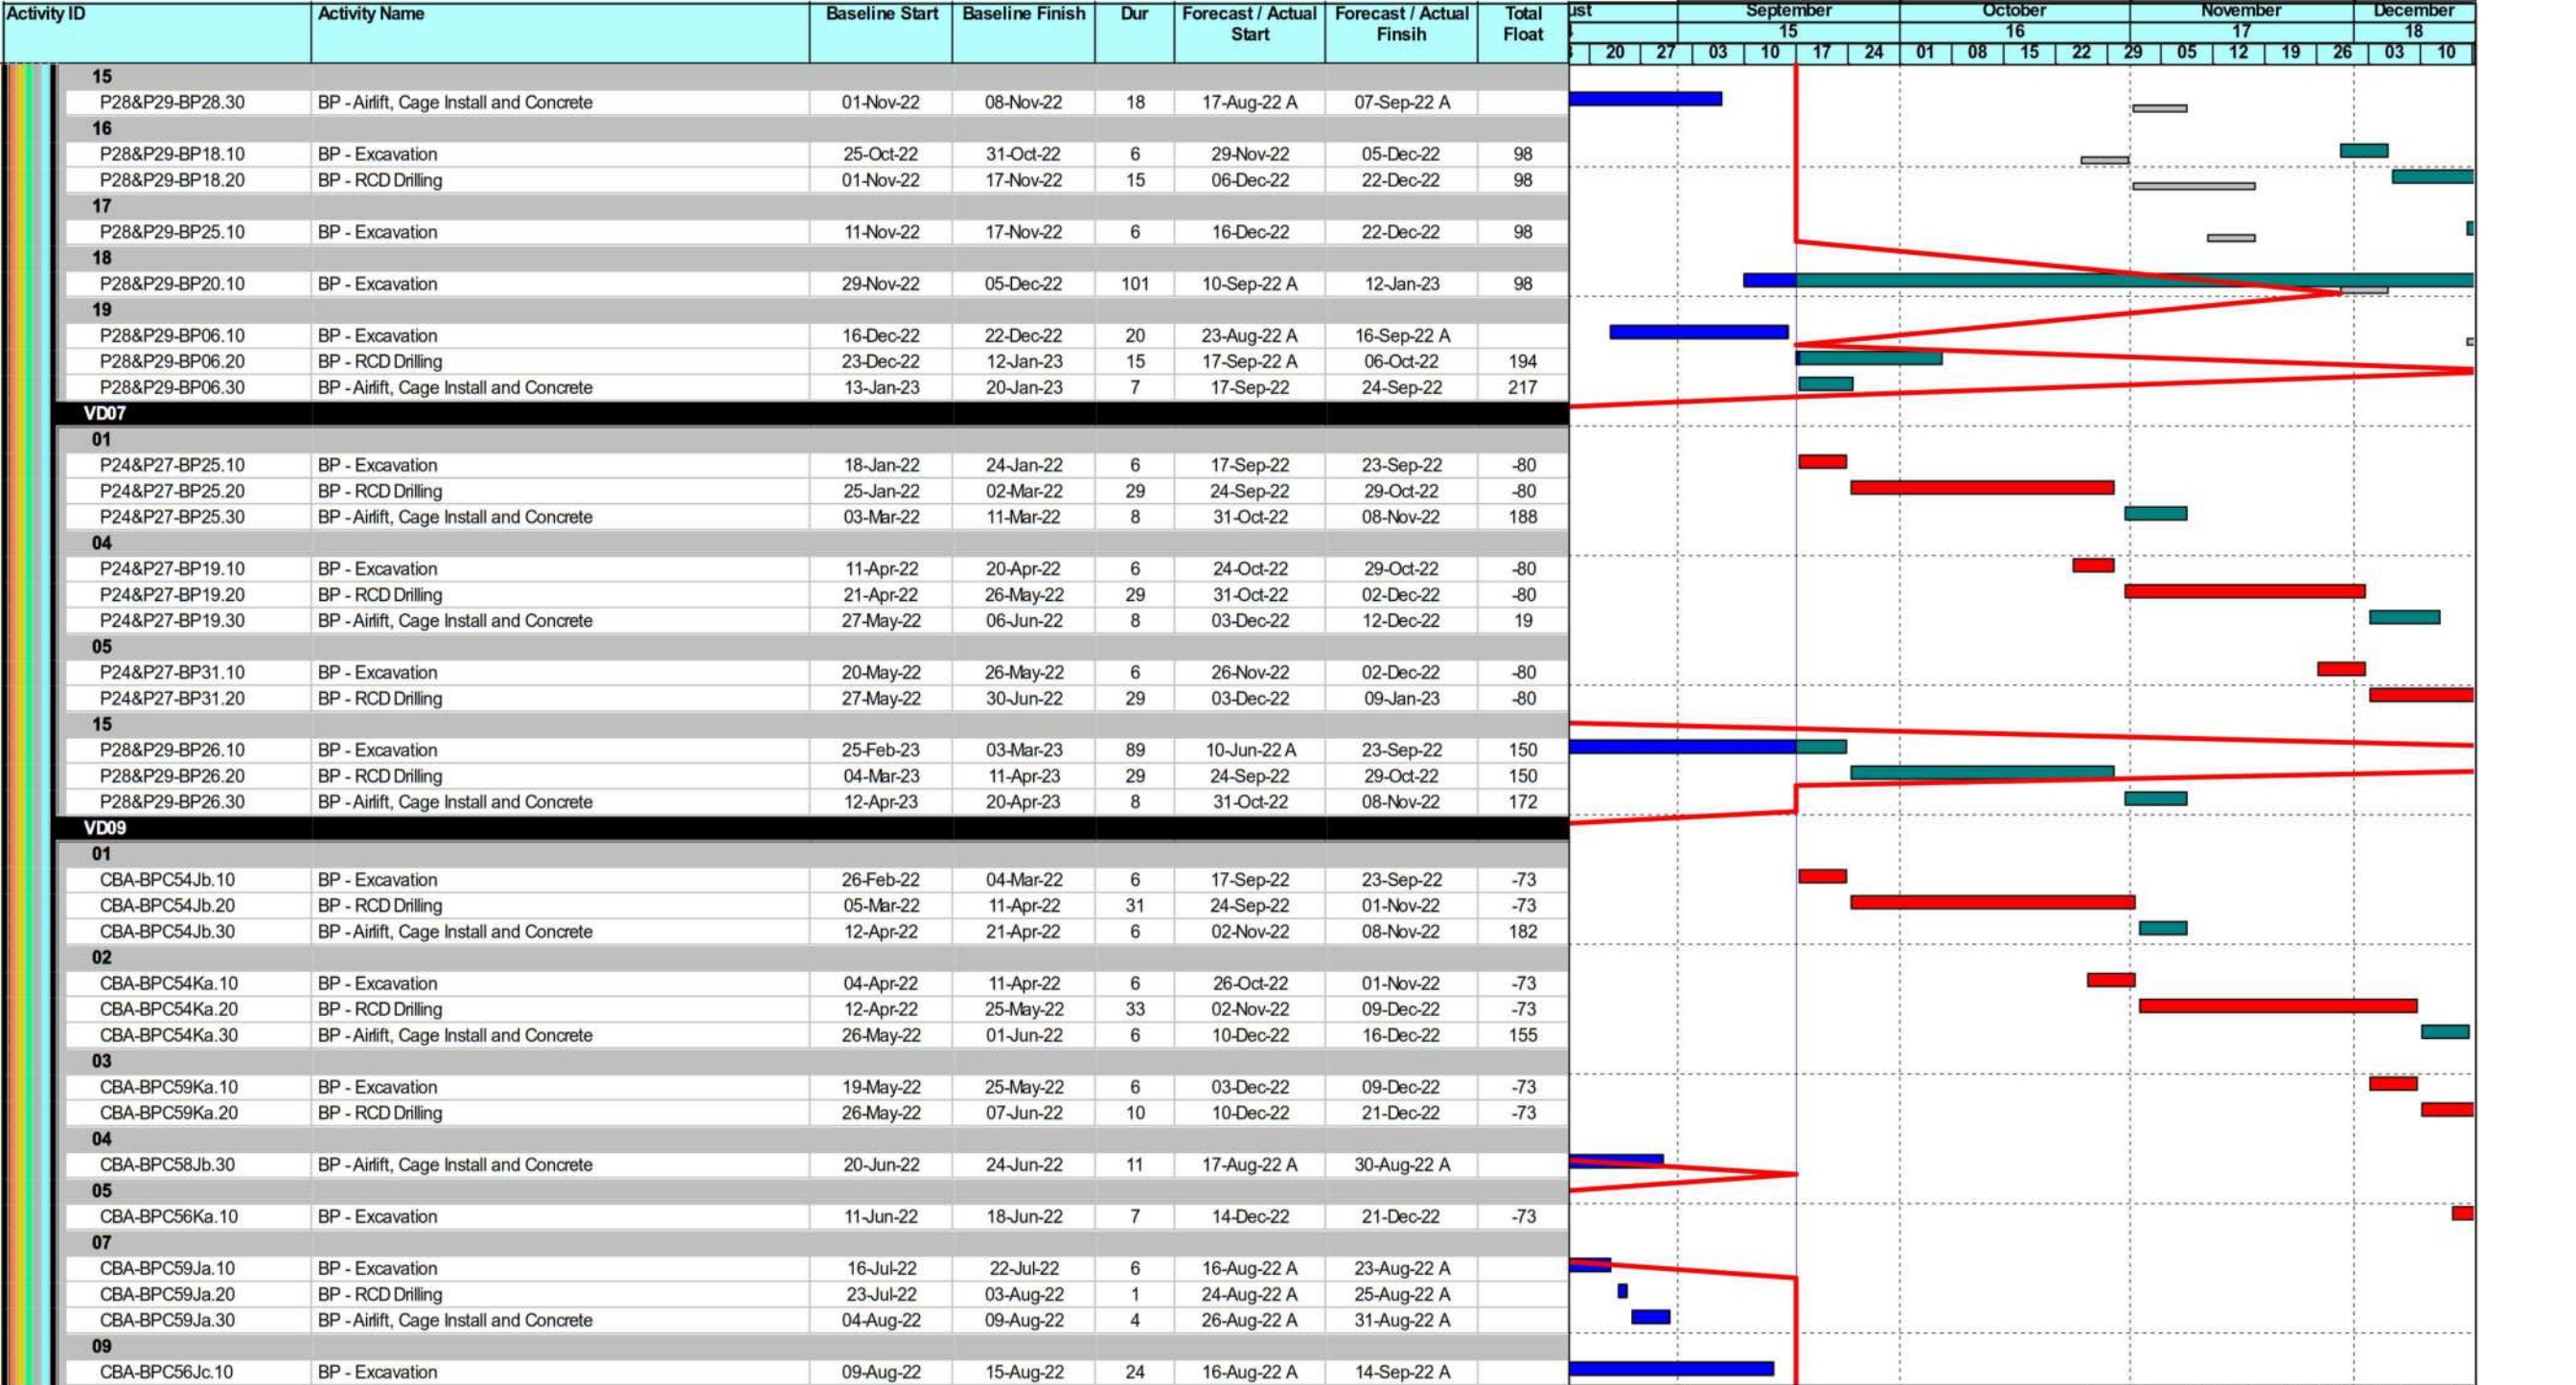 Activity ID Activity Name Baseline Start Baseline Finish Dur Forecast / Actual Start Forecast / Actual Finsih Total Float ust September October November December
15 16 17 18
20 27 03 10 17 24 01 08 15 22 29 05 12 19 26 03 10
15
P28&P29-BP28.30 BP - Airlift, Cage Install and Concrete 01-Nov-22 08-Nov-22 18 17-Aug-22 A 07-Sep-22 A
16
P28&P29-BP18.10 BP - Excavation 25-Oct-22 31-Oct-22 6 29-Nov-22 05-Dec-22 98
P28&P29-BP18.20 BP - RCD Drilling 01-Nov-22 17-Nov-22 15 06-Dec-22 22-Dec-22 98
17
P28&P29-BP25.10 BP - Excavation 11-Nov-22 17-Nov-22 6 16-Dec-22 22-Dec-22 98
18
P28&P29-BP20.10 BP - Excavation 29-Nov-22 05-Dec-22 101 10-Sep-22 A 12-Jan-23 98
19
P28&P29-BP06.10 BP - Excavation 16-Dec-22 22-Dec-22 20 23-Aug-22 A 16-Sep-22 A
P28&P29-BP06.20 BP - RCD Drilling 23-Dec-22 12-Jan-23 15 17-Sep-22 A 06-Oct-22 194
P28&P29-BP06.30 BP - Airlift, Cage Install and Concrete 13-Jan-23 20-Jan-23 7 17-Sep-22 24-Sep-22 217
VD07
01
P24&P27-BP25.10 BP - Excavation 18-Jan-22 24-Jan-22 6 17-Sep-22 23-Sep-22 -80
P24&P27-BP25.20 BP - RCD Drilling 25-Jan-22 02-Mar-22 29 24-Sep-22 29-Oct-22 -80
P24&P27-BP25.30 BP - Airlift, Cage Install and Concrete 03-Mar-22 11-Mar-22 8 31-Oct-22 08-Nov-22 188
04
P24&P27-BP19.10 BP - Excavation 11-Apr-22 20-Apr-22 6 24-Oct-22 29-Oct-22 -80
P24&P27-BP19.20 BP - RCD Drilling 21-Apr-22 26-May-22 29 31-Oct-22 02-Dec-22 -80
P24&P27-BP19.30 BP - Airlift, Cage Install and Concrete 27-May-22 06-Jun-22 8 03-Dec-22 12-Dec-22 19
05
P24&P27-BP31.10 BP - Excavation 20-May-22 26-May-22 6 26-Nov-22 02-Dec-22 -80
P24&P27-BP31.20 BP - RCD Drilling 27-May-22 30-Jun-22 29 03-Dec-22 09-Jan-23 -80
15
P28&P29-BP26.10 BP - Excavation 25-Feb-23 03-Mar-23 89 10-Jun-22 A 23-Sep-22 150
P28&P29-BP26.20 BP - RCD Drilling 04-Mar-23 11-Apr-23 29 24-Sep-22 29-Oct-22 150
P28&P29-BP26.30 BP - Airlift, Cage Install and Concrete 12-Apr-23 20-Apr-23 8 31-Oct-22 08-Nov-22 172
VD09
01
CBA-BPC54Jb.10 BP - Excavation 26-Feb-22 04-Mar-22 6 17-Sep-22 23-Sep-22 -73
CBA-BPC54Jb.20 BP - RCD Drilling 05-Mar-22 11-Apr-22 31 24-Sep-22 01-Nov-22 -73
CBA-BPC54Jb.30 BP - Airlift, Cage Install and Concrete 12-Apr-22 21-Apr-22 6 02-Nov-22 08-Nov-22 182
02
CBA-BPC54Ka.10 BP - Excavation 04-Apr-22 11-Apr-22 6 26-Oct-22 01-Nov-22 -73
CBA-BPC54Ka.20 BP - RCD Drilling 12-Apr-22 25-May-22 33 02-Nov-22 09-Dec-22 -73
CBA-BPC54Ka.30 BP - Airlift, Cage Install and Concrete 26-May-22 01-Jun-22 6 10-Dec-22 16-Dec-22 155
03
CBA-BPC59Ka.10 BP - Excavation 19-May-22 25-May-22 6 03-Dec-22 09-Dec-22 -73
CBA-BPC59Ka.20 BP - RCD Drilling 26-May-22 07-Jun-22 10 10-Dec-22 21-Dec-22 -73
04
CBA-BPC58Jb.30 BP - Airlift, Cage Install and Concrete 20-Jun-22 24-Jun-22 11 17-Aug-22 A 30-Aug-22 A
05
CBA-BPC56Ka.10 BP - Excavation 11-Jun-22 18-Jun-22 7 14-Dec-22 21-Dec-22 -73
07
CBA-BPC59Ja.10 BP - Excavation 16-Jul-22 22-Jul-22 6 16-Aug-22 A 23-Aug-22 A
CBA-BPC59Ja.20 BP - RCD Drilling 23-Jul-22 03-Aug-22 1 24-Aug-22 A 25-Aug-22 A
CBA-BPC59Ja.30 BP - Airlift, Cage Install and Concrete 04-Aug-22 09-Aug-22 4 26-Aug-22 A 31-Aug-22 A
09
CBA-BPC56Jc.10 BP - Excavation 09-Aug-22 15-Aug-22 24 16-Aug-22 A 14-Sep-22 A